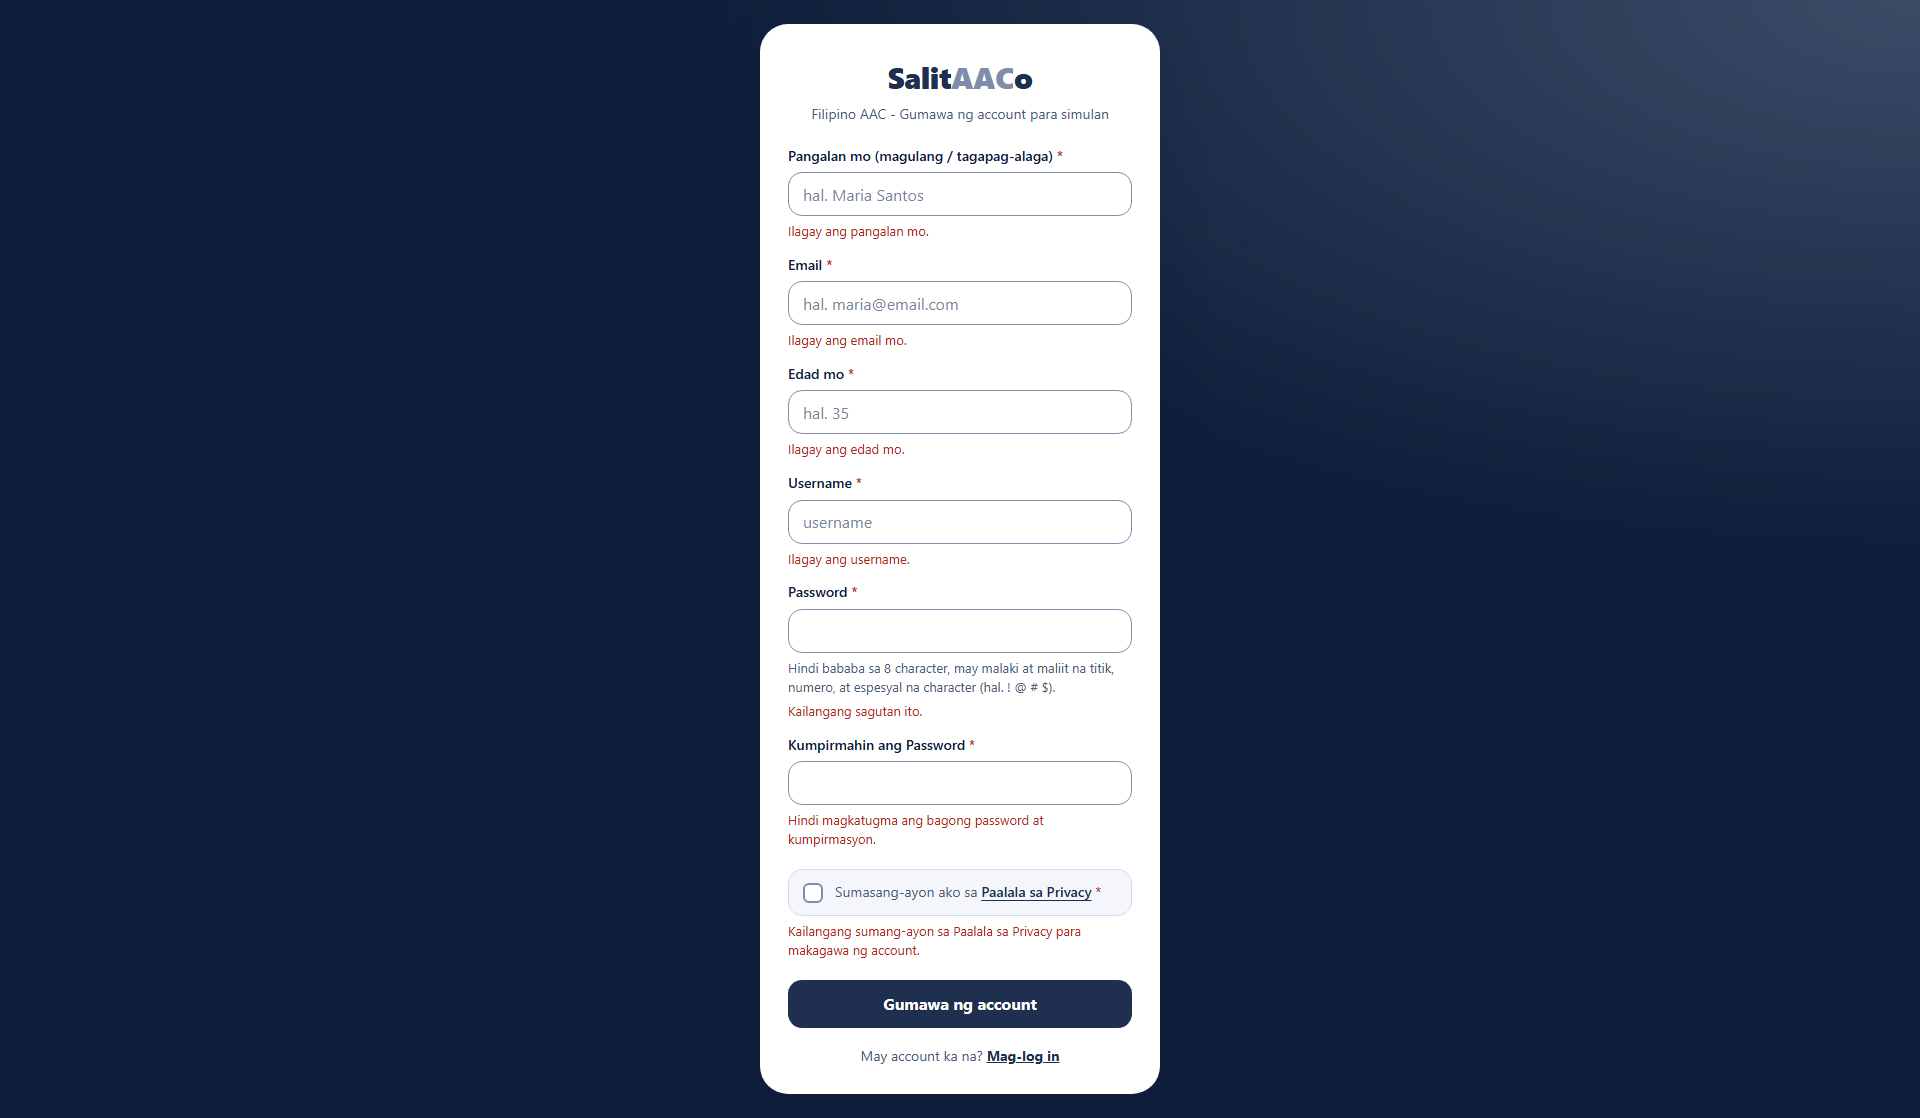 SalitAACo
Filipino AAC - Gumawa ng account para simulan
Pangalan mo (magulang / tagapag-alaga) *
hal. Maria Santos
Ilagay ang pangalan mo.
Email *
hal. maria@email.com
Ilagay ang email mo.
Edad mo *
hal. 35
Ilagay ang edad mo.
Username *
username
Ilagay ang username.
Password *
Hindi bababa sa 8 character, may malaki at maliit na titik,
numero, at espesyal na character (hal. ! @ # $).
Kailangang sagutan ito.
Kumpirmahin ang Password *
Hindi magkatugma ang bagong password at
kumpirmasyon.
Sumasang-ayon ako sa Paalala sa Privacy *
Kailangang sumang-ayon sa Paalala sa Privacy para
makagawa ng account.
Gumawa ng account
May account ka na? Mag-log in